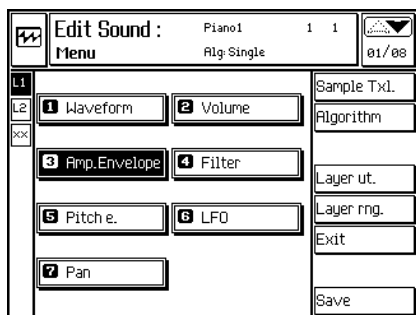 Edit Sound : Piano1 1 1
Menu Alg: Single 01/08
L1
L2
xx
1 Waveform 2 Volume
3 Amp.Envelope 4 Filter
5 Pitch e. 6 LFO
7 Pan
Sample Txl.
Algorithm
Layer ut.
Layer rng.
Exit
Save